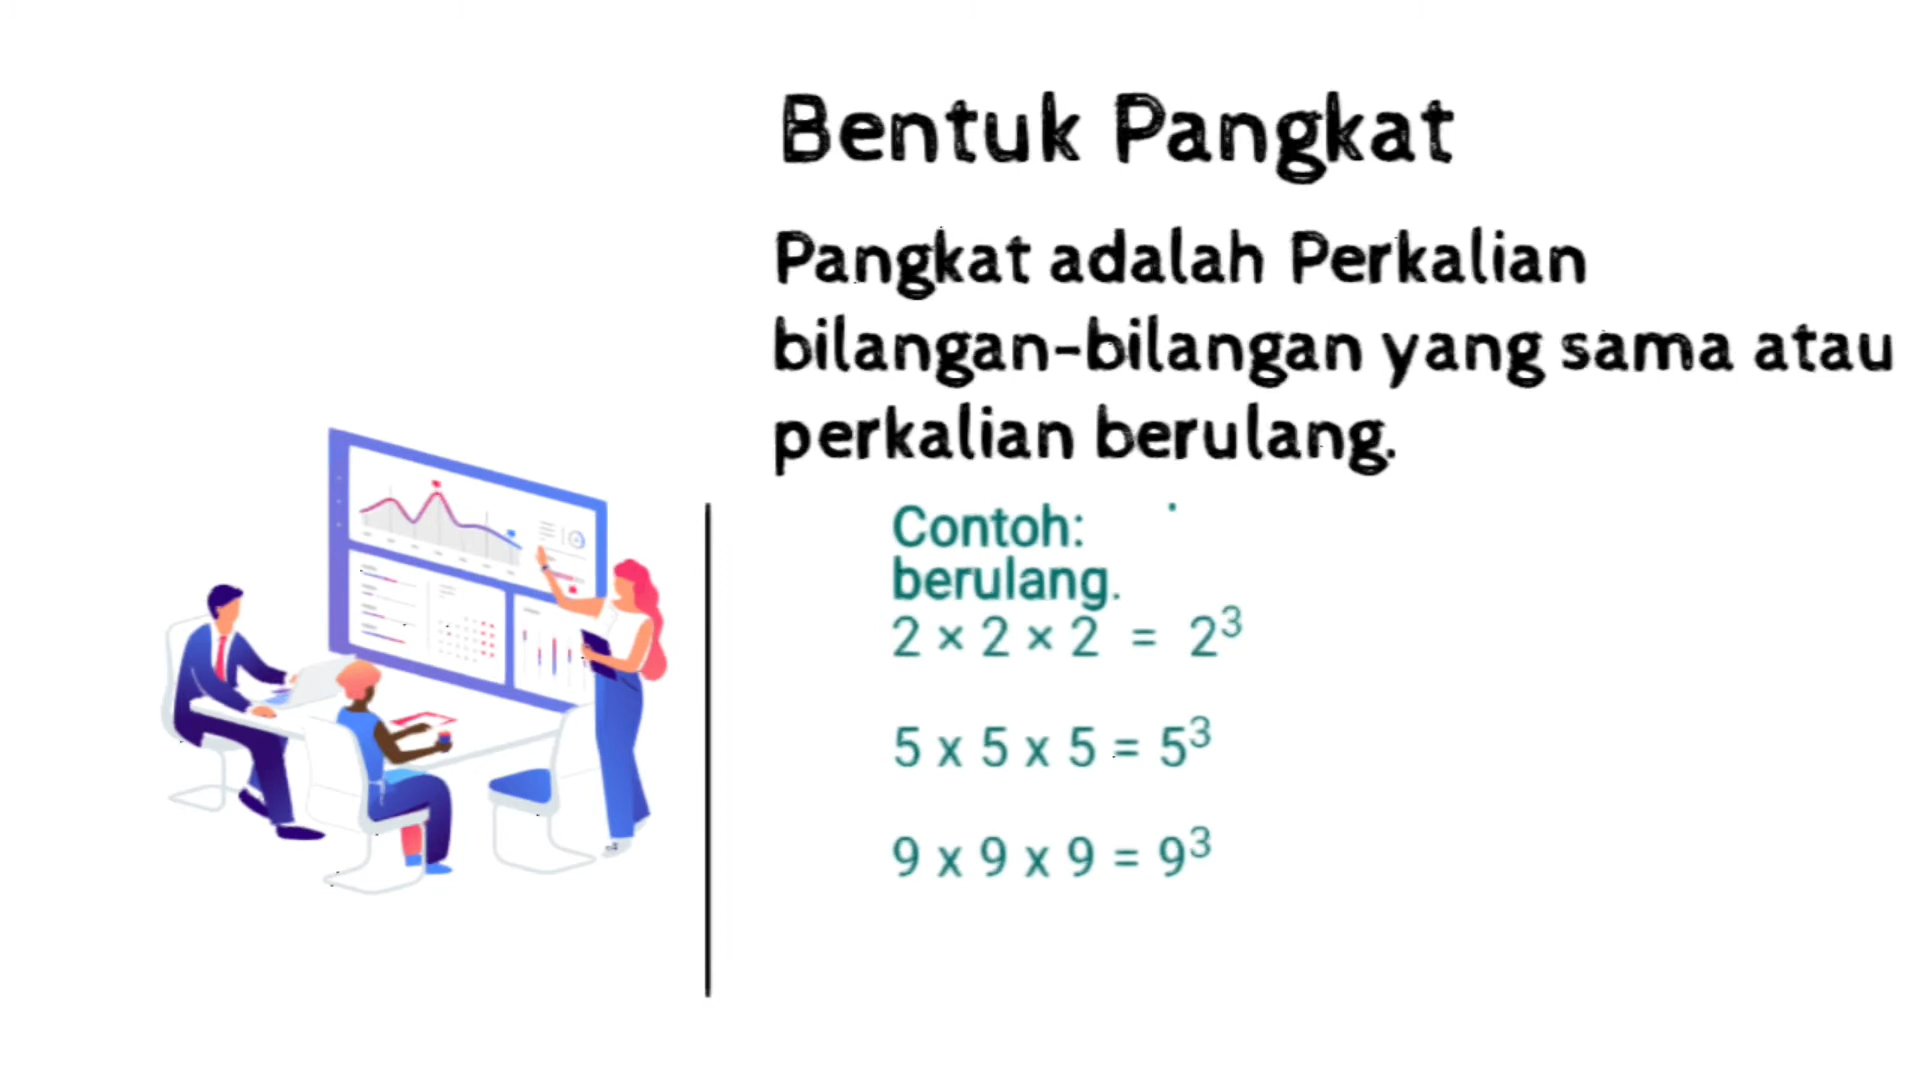 Bentuk Pangkat
Pangkat adalah Perkalian
bilangan-bilangan yang sama atau
perkalian berulang.
Contoh:
berulang.
2 × 2 × 2 = 2³
5 x 5 x 5 = 5³
9 x 9 x 9 = 9³